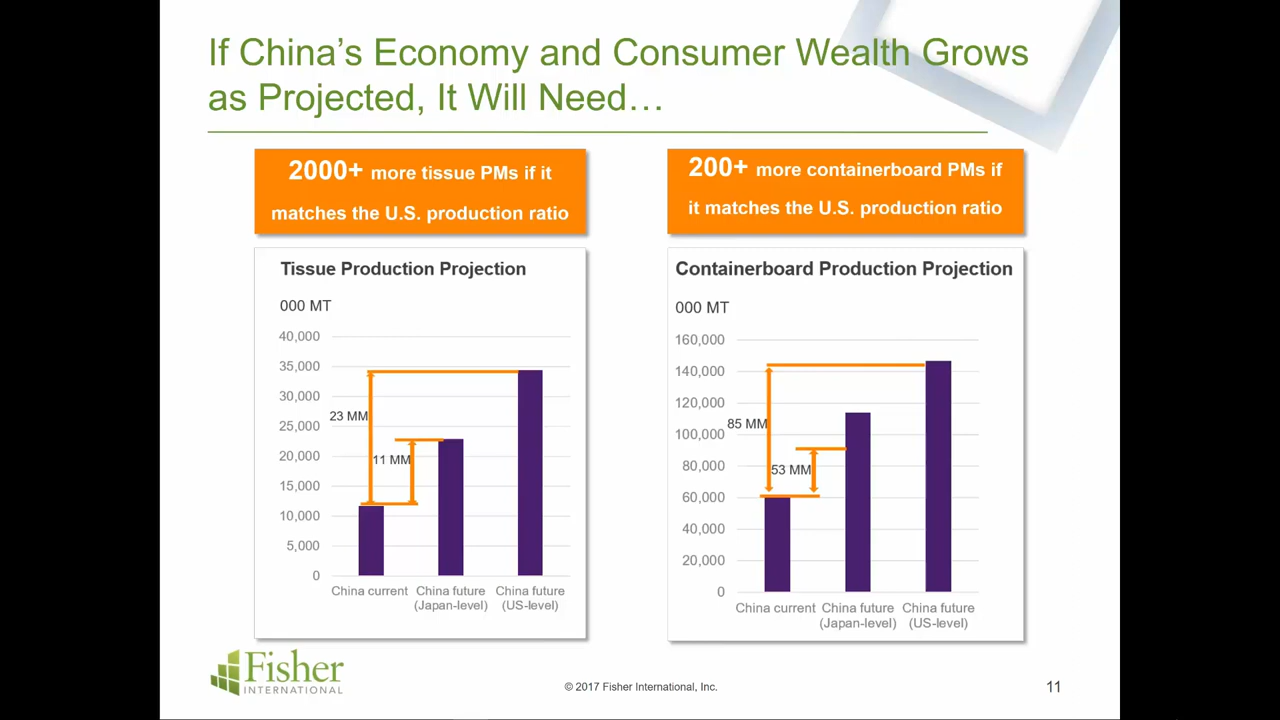 If China's Economy and Consumer Wealth Grows
as Projected, It Will Need…
2000+ more tissue PMs if it
matches the U.S. production ratio
200+ more containerboard PMs if
it matches the U.S. production ratio
Tissue Production Projection
000 MT
40,000
35,000
30,000
25,000
20,000
15,000
10,000
5,000
0
23 MM
11 MM
China current
China future
(Japan-level)
China future
(US-level)
Containerboard Production Projection
000 MT
160,000
140,000
120,000
100,000
80,000
60,000
40,000
20,000
0
85 MM
53 MM
China current
China future
(Japan-level)
China future
(US-level)
Fisher
INTERNATIONAL
© 2017 Fisher International, Inc.
11